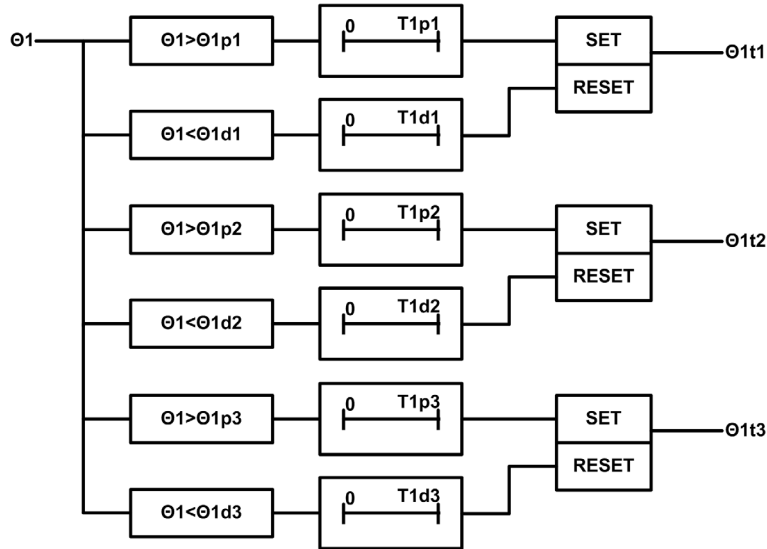 Θ1
Θ1>Θ1p1
0 T1p1
SET
Θ1t1
RESET
Θ1<Θ1d1
0 T1d1
Θ1>Θ1p2
0 T1p2
SET
Θ1t2
RESET
Θ1<Θ1d2
0 T1d2
Θ1>Θ1p3
0 T1p3
SET
Θ1t3
RESET
Θ1<Θ1d3
0 T1d3